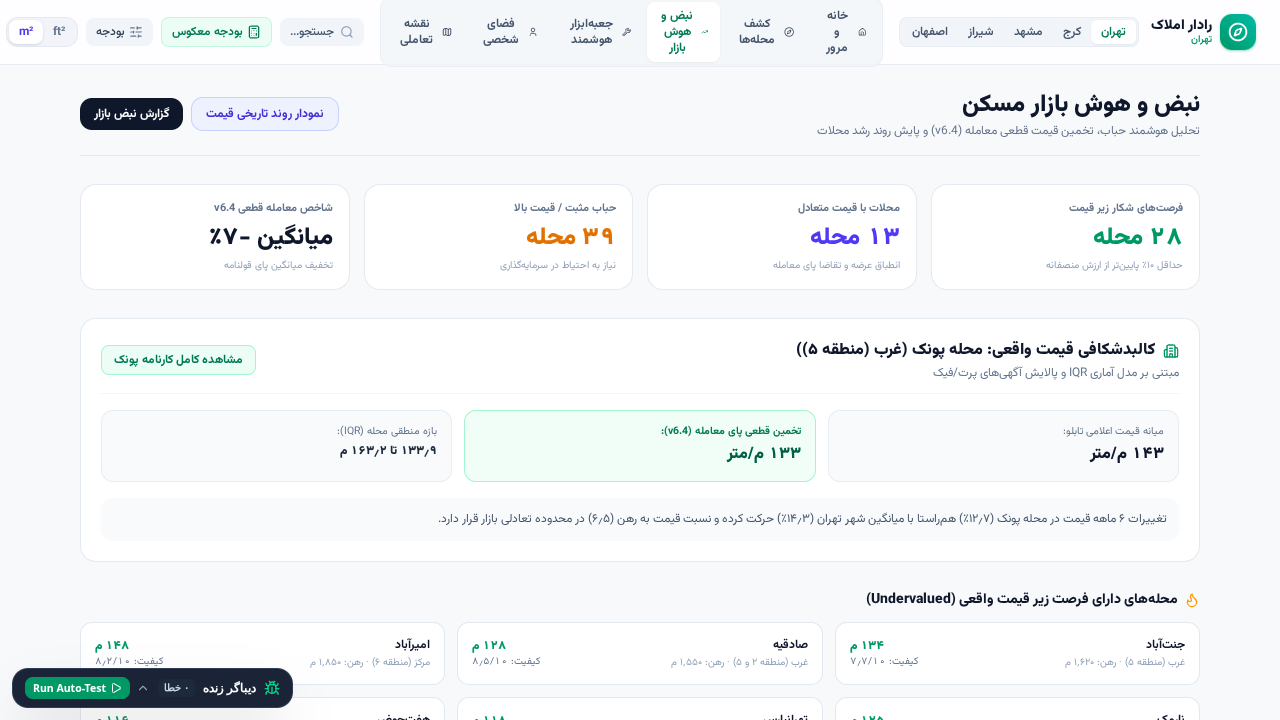 رادار املاک
تهران
تهران
کرج
مشهد
شیراز
اصفهان
خانه و مرور
کشف محله‌ها
نبض و هوش بازار
جعبه‌ابزار هوشمند
فضای شخصی
نقشه تعاملی
جستجو...
بودجه معکوس
بودجه
ft²
m²
نبض و هوش بازار مسکن
تحلیل هوشمند حباب، تخمین قیمت قطعی معامله (v6.4) و پایش روند رشد محلات
نمودار روند تاریخی قیمت
گزارش نبض بازار
فرصت‌های شکار زیر قیمت
۲۸ محله
حداقل ۱۰٪ پایین‌تر از ارزش منصفانه
محلات با قیمت متعادل
۱۳ محله
انطباق عرضه و تقاضا پای معامله
حباب مثبت / قیمت بالا
۳۹ محله
نیاز به احتیاط در سرمایه‌گذاری
شاخص معامله قطعی v6.4
میانگین -۷٪
تخفیف میانگین پای قولنامه
کالبدشکافی قیمت واقعی: محله پونک (غرب (منطقه ۵))
مبتنی بر مدل آماری IQR و پالایش آگهی‌های پرت/فیک
مشاهده کامل کارنامه پونک
میانه قیمت اعلامی تابلو:
۱۴۳ م/متر
تخمین قطعی پای معامله (v6.4):
۱۳۳ م/متر
بازه منطقی محله (IQR):
۱۳۳٫۹ تا ۱۶۳٫۲ م
تغییرات ۶ ماهه قیمت در محله پونک (۱۲٫۷٪) هم‌راستا با میانگین شهر تهران (۱۴٫۳٪) حرکت کرده و نسبت قیمت به رهن (۶٫۵) در محدوده تعادلی بازار قرار دارد.
محله‌های دارای فرصت زیر قیمت واقعی (Undervalued)
جنت‌آباد
۱۳۴ م
غرب (منطقه ۵) · رهن: ۱,۶۲۰ م
کیفیت: ۷٫۷/۱۰
صادقیه
۱۲۸ م
غرب (منطقه ۲ و ۵) · رهن: ۱,۵۵۰ م
کیفیت: ۸٫۵/۱۰
امیرآباد
۱۴۸ م
مرکز (منطقه ۶) · رهن: ۱,۸۵۰ م
کیفیت: ۸٫۲/۱۰
نارمک
تهرانپارس
هفت‌حوض
دیباگر زنده
۰ خطا
Run Auto-Test